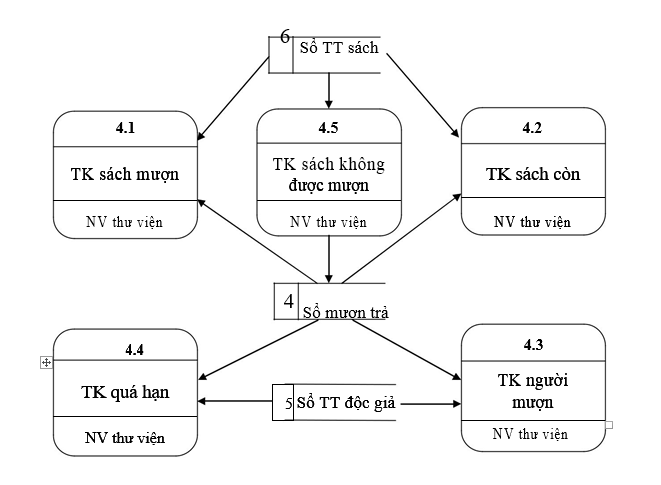 6
Sổ TT sách
4.1
TK sách mượn
NV thư viện
4.5
TK sách không
được mượn
NV thư viện
4.2
TK sách còn
NV thư viện
4
Sổ mượn trả
4.4
TK quá hạn
NV thư viện
5
Sổ TT độc giả
4.3
TK người
mượn
NV thư viện